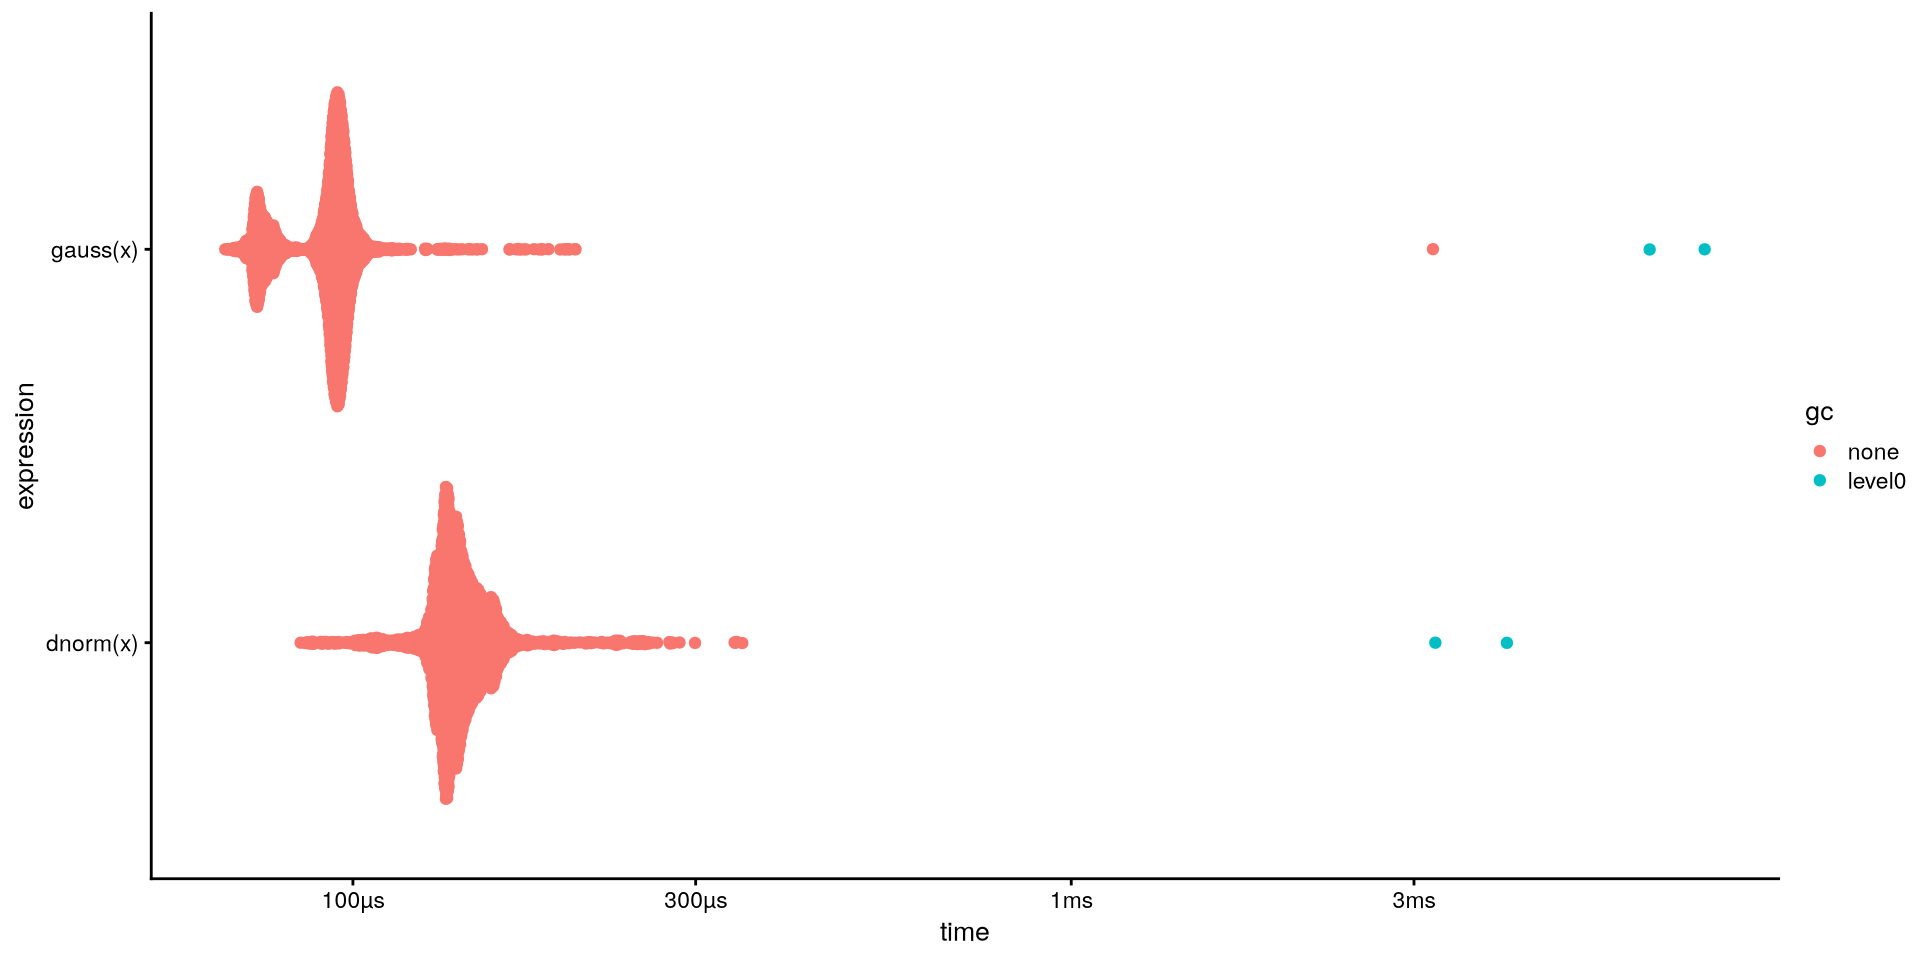 gauss(x)
dnorm(x)
expression
100μs
300μs
1ms
3ms
time
gc
none
level0